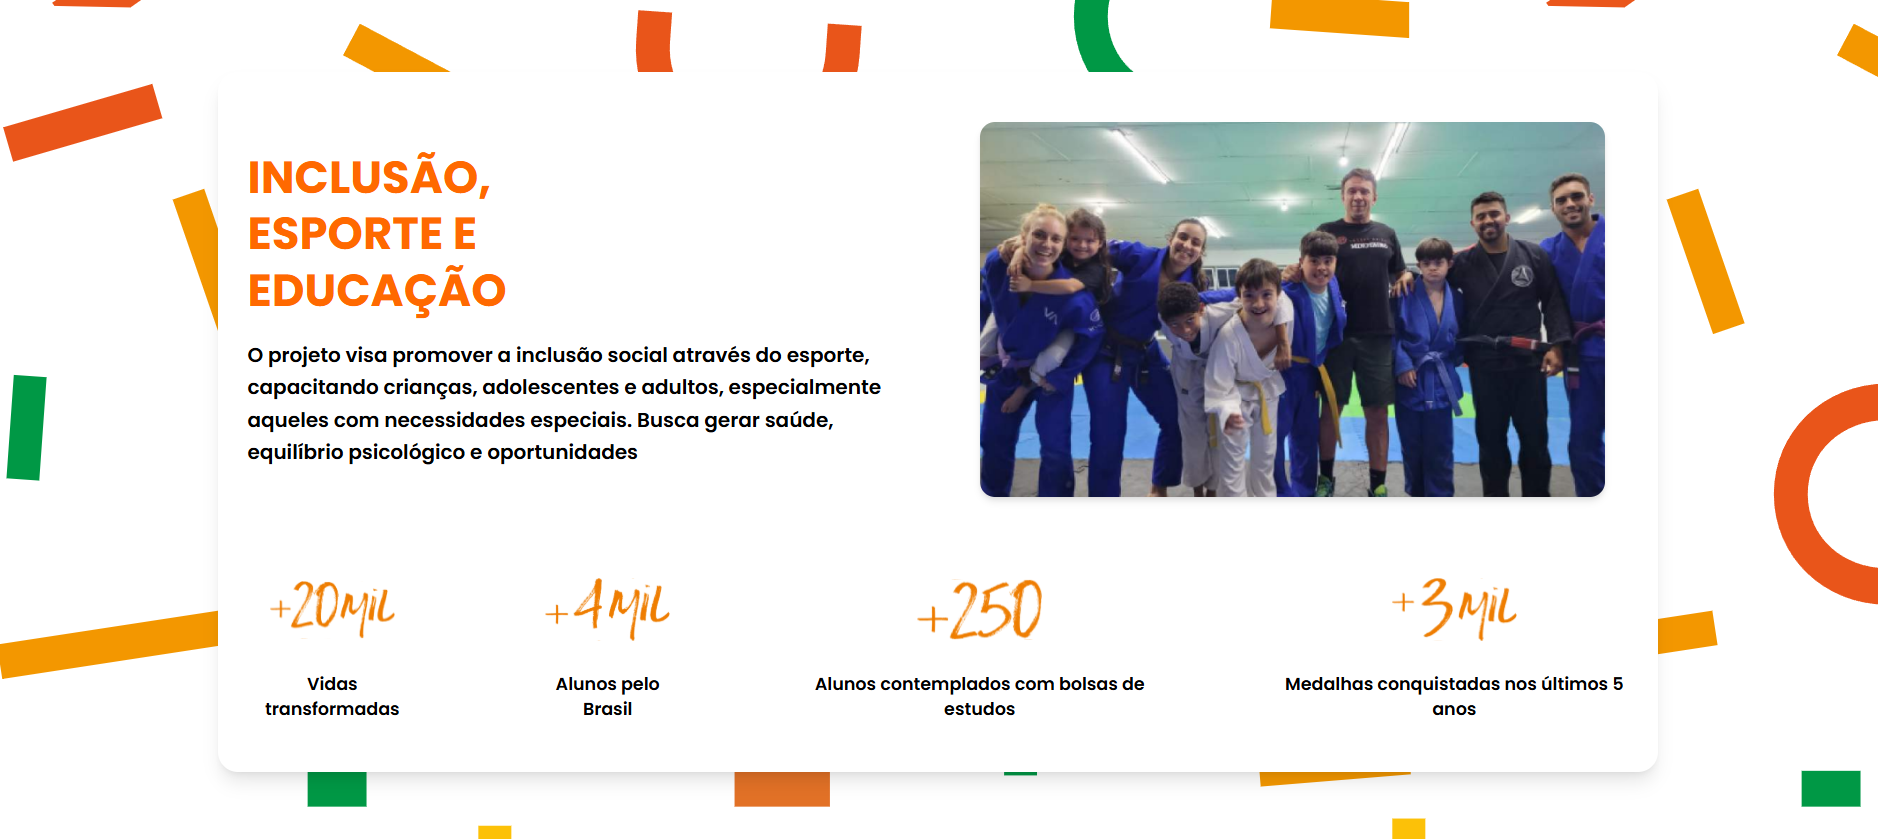 INCLUSÃO,
ESPORTE E
EDUCAÇÃO
O projeto visa promover a inclusão social através do esporte,
capacitando crianças, adolescentes e adultos, especialmente
aqueles com necessidades especiais. Busca gerar saúde,
equilíbrio psicológico e oportunidades
+20MIL
Vidas
transformadas
+4MIL
Alunos pelo
Brasil
+250
Alunos contemplados com bolsas de
estudos
+3MIL
Medalhas conquistadas nos últimos 5
anos